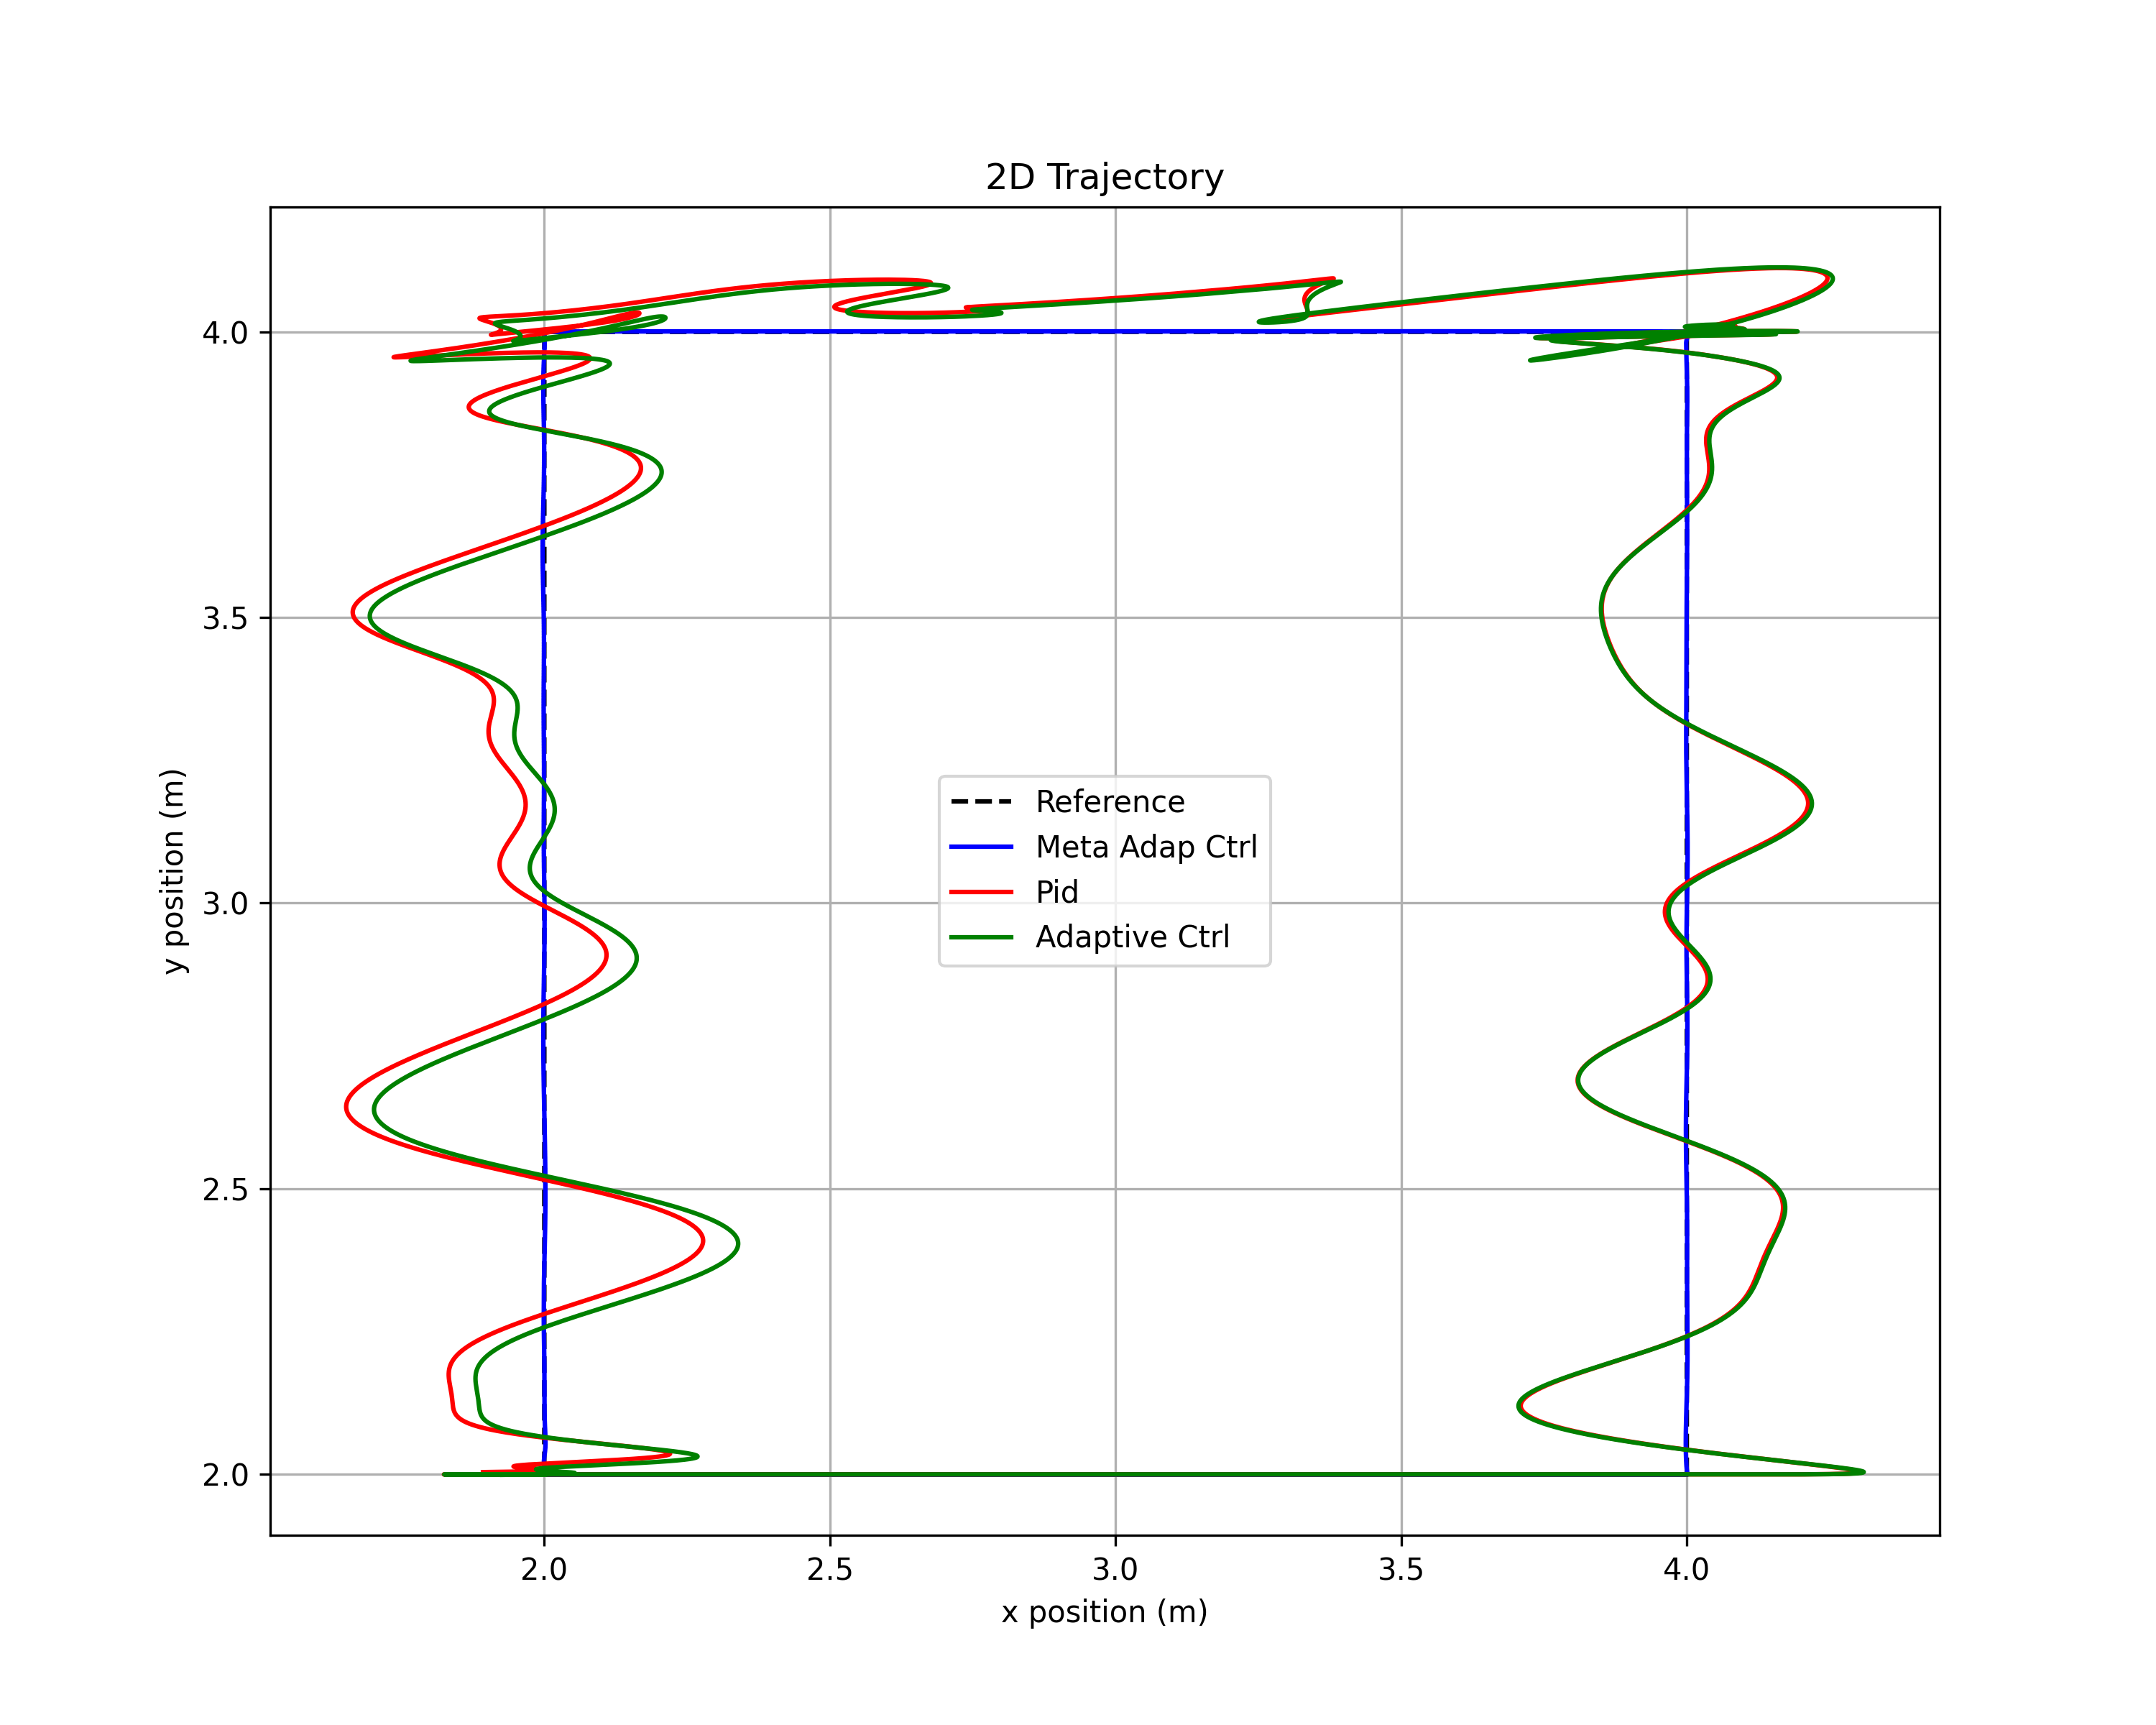 2D Trajectory
4.0
3.5
3.0
2.5
2.0
y position (m)
Reference
Meta Adap Ctrl
Pid
Adaptive Ctrl
2.0 2.5 3.0 3.5 4.0
x position (m)